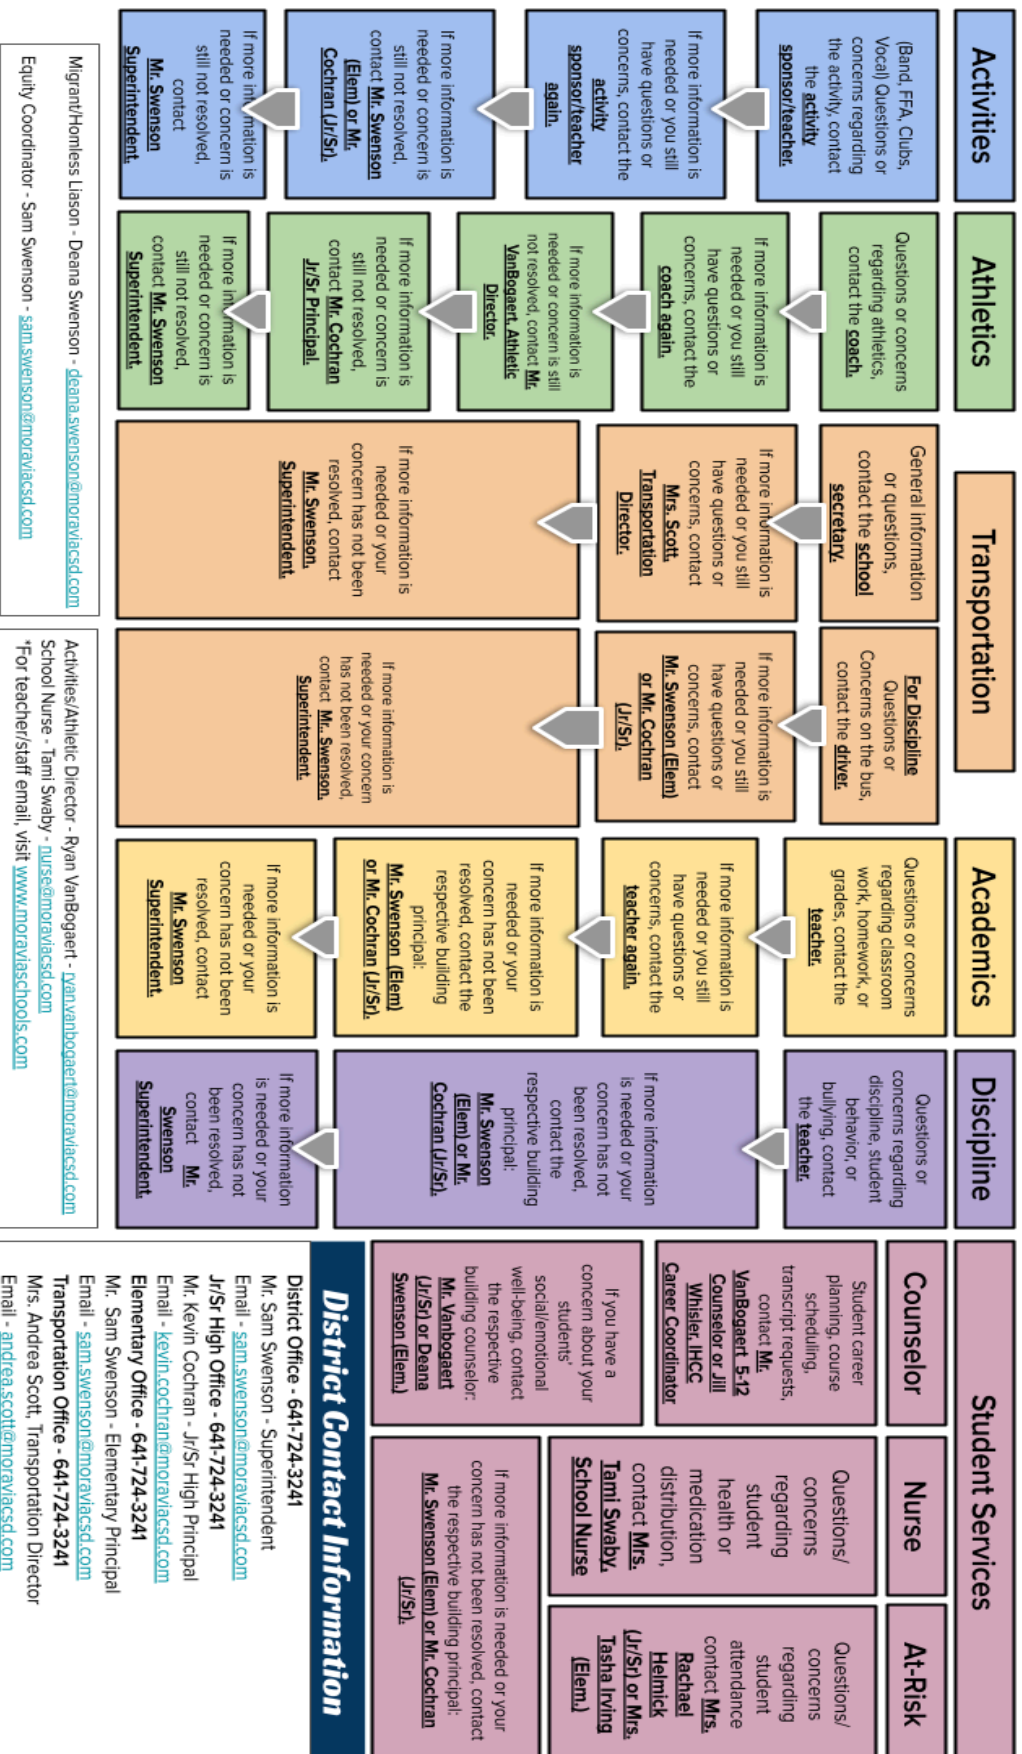 Activities
(Band, FFA, Clubs,
Vocal) Questions or
concerns regarding
the activity, contact
the activity
sponsor/teacher.
If more information is
needed or you still
have questions or
concerns, contact the
activity
sponsor/teacher
again.
If more information is
needed or concern is
still not resolved,
contact Mr. Swenson
(Elem) or Mr.
Cochran (Jr/Sr).
If more information is
needed or concern is
still not resolved,
contact
Mr. Swenson
Superintendent.
Athletics
Questions or concerns
regarding athletics,
contact the coach.
If more information is
needed or you still
have questions or
concerns, contact the
coach again.
If more information is
needed or concern is still
not resolved, contact Mr.
VanBogaert, Athletic
Director.
If more information is
needed or concern is
still not resolved,
contact Mr. Cochran
Jr/Sr Principal.
If more information is
needed or concern is
still not resolved,
contact Mr. Swenson
Superintendent.
Transportation
General information
or questions,
contact the school
secretary.
If more information is
needed or you still
have questions or
concerns, contact
Mrs. Scott,
Transportation
Director.
If more information is
needed or your
concern has not been
resolved, contact
Mr. Swenson,
Superintendent.
For Discipline
Questions or
Concerns on the bus,
contact the driver.
If more information is
needed or you still
have questions or
concerns, contact
Mr. Swenson (Elem)
or Mr. Cochran
(Jr/Sr).
If more information is
needed or your concern
has not been resolved,
contact Mr. Swenson,
Superintendent.
Academics
Questions or concerns
regarding classroom
work, homework, or
grades, contact the
teacher.
If more information is
needed or you still
have questions or
concerns, contact the
teacher again.
If more information is
needed or your
concern has not been
resolved, contact the
respective building
principal:
Mr. Swenson (Elem)
or Mr. Cochran (Jr/Sr).
If more information is
needed or your
concern has not been
resolved, contact
Mr. Swenson
Superintendent.
Discipline
Questions or
concerns regarding
discipline, student
behavior, or
bullying, contact
the teacher.
If more information
is needed or your
concern has not
been resolved,
contact the
respective building
principal:
Mr. Swenson
(Elem) or Mr.
Cochran (Jr/Sr).
If more information
is needed or your
concern has not
been resolved,
contact Mr.
Swenson
Superintendent.
Student Services
Counselor
Student career
planning, course
scheduling,
transcript requests,
contact Mr.
VanBogaert 5-12
Counselor or Jill
Whisler, IHCC
Career Coordinator
If you have a
concern about your
students'
social/emotional
well-being, contact
the respective
building counselor:
Mr. Vanbogaert
(Jr/Sr) or Deana
Swenson (Elem.)
Nurse
Questions/
concerns
regarding
student
health or
medication
distribution,
contact Mrs.
Tami Swaby,
School Nurse
At-Risk
Questions/
concerns
regarding
student
attendance
contact Mrs.
Rachael
Helmick
(Jr/Sr) or Mrs.
Tasha Irving
(Elem.)
If more information is needed or your
concern has not been resolved, contact
the respective building principal:
Mr. Swenson (Elem) or Mr. Cochran
(Jr/Sr).
District Contact Information
District Office - 641-724-3241
Mr. Sam Swenson - Superintendent
Email - sam.swenson@moraviacsd.com
Jr/Sr High Office - 641-724-3241
Mr. Kevin Cochran - Jr/Sr High Principal
Email - kevin.cochran@moraviacsd.com
Elementary Office - 641-724-3241
Mr. Sam Swenson - Elementary Principal
Email - sam.swenson@moraviacsd.com
Transportation Office - 641-724-3241
Mrs. Andrea Scott, Transportation Director
Email - andrea.scott@moraviacsd.com
Migrant/Homless Liason - Deana Swenson - deana.swenson@moraviacsd.com
Equity Coordinator - Sam Swenson - sam.swenson@moraviacsd.com
Activities/Athletic Director - Ryan VanBogaert - ryan.vanbogaert@moraviacsd.com
School Nurse - Tami Swaby - nurse@moraviacsd.com
*For teacher/staff email, visit www.moraviaschools.com